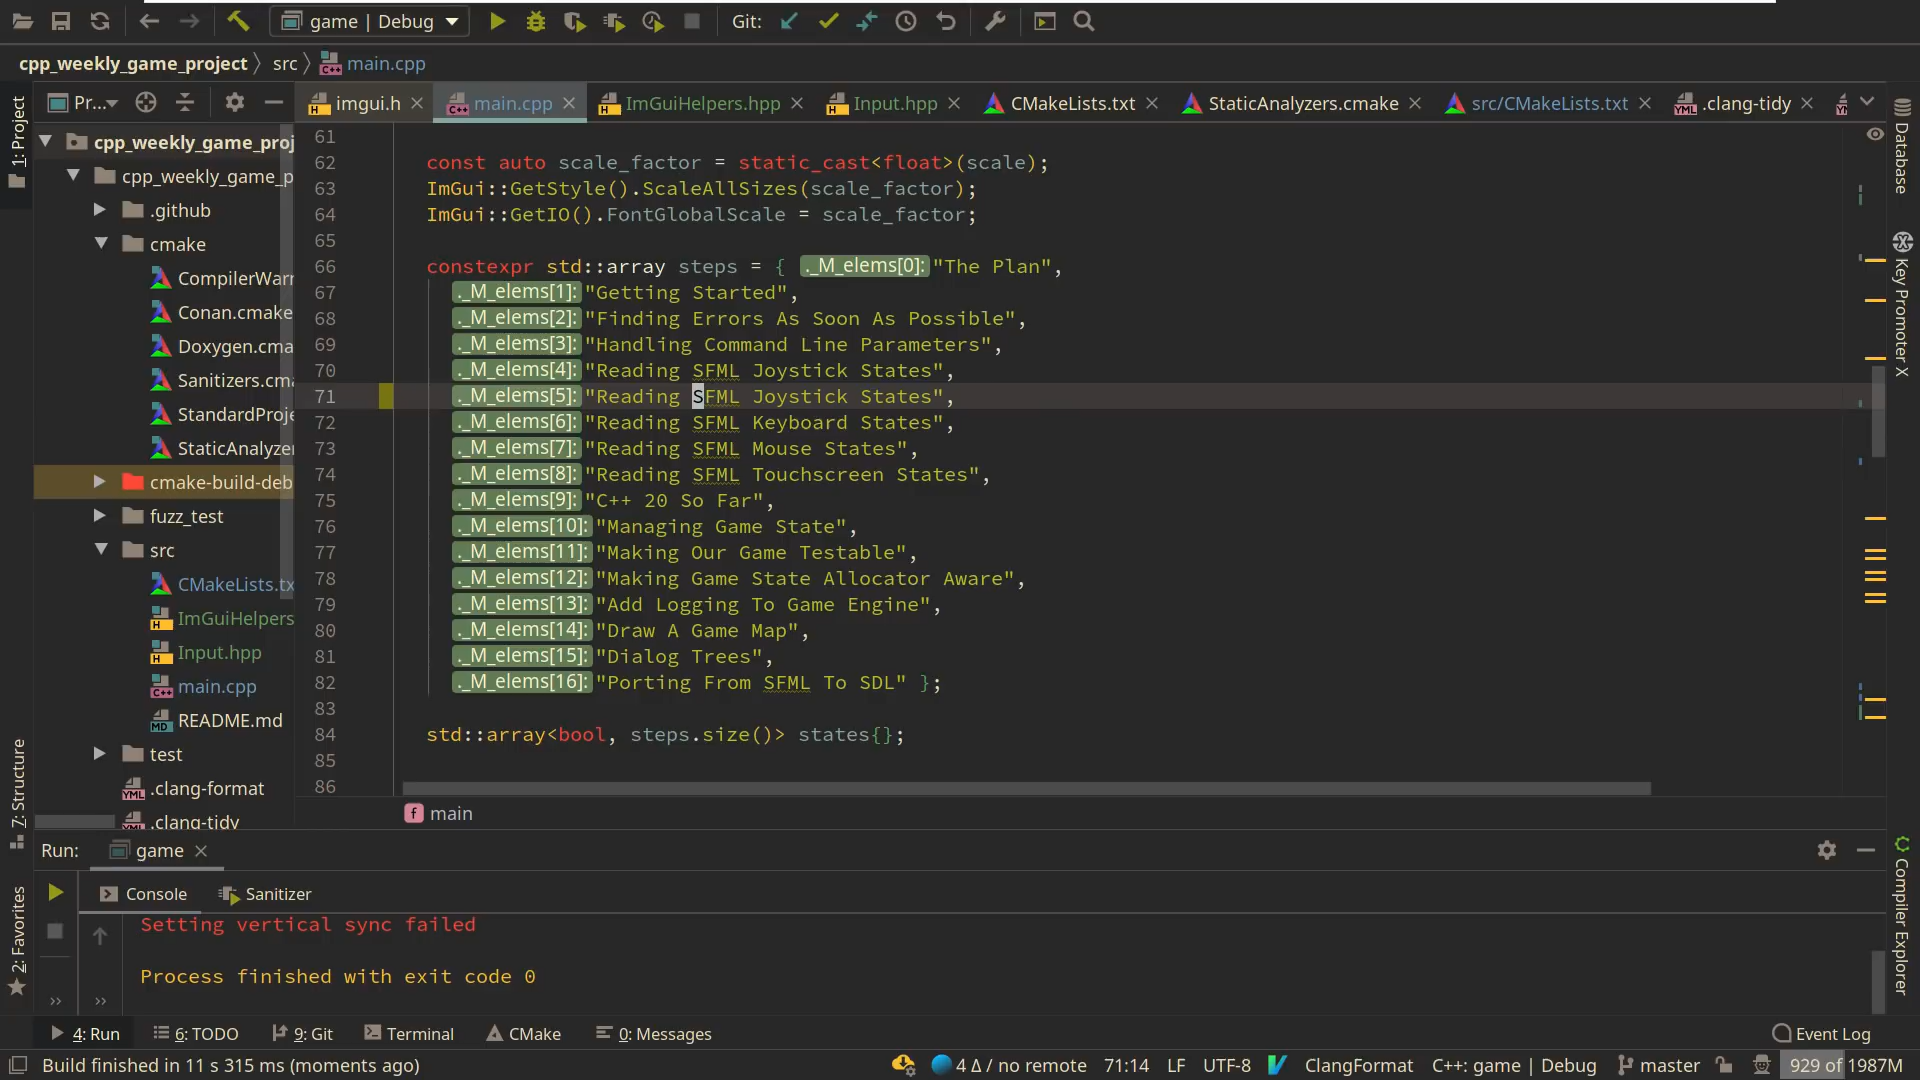 game | Debug
Git:
cpp_weekly_game_project
src
main.cpp
Pr...
imgui.h
main.cpp
ImGuiHelpers.hpp
Input.hpp
CMakeLists.txt
StaticAnalyzers.cmake
src/CMakeLists.txt
.clang-tidy
1: Project
7: Structure
2: Favorites
cpp_weekly_game_proj
cpp_weekly_game_p
.github
cmake
CompilerWarr
Conan.cmake
Doxygen.cma
Sanitizers.cma
StandardProje
StaticAnalyzer
cmake-build-deb
fuzz_test
src
CMakeLists.tx
ImGuiHelpers
Input.hpp
main.cpp
README.md
test
.clang-format
.clang-tidy
61
62 const auto scale_factor = static_cast<float>(scale);
63 ImGui::GetStyle().ScaleAllSizes(scale_factor);
64 ImGui::GetIO().FontGlobalScale = scale_factor;
65
66 constexpr std::array steps = { ._M_elems[0]: "The Plan",
67 ._M_elems[1]: "Getting Started",
68 ._M_elems[2]: "Finding Errors As Soon As Possible",
69 ._M_elems[3]: "Handling Command Line Parameters",
70 ._M_elems[4]: "Reading SFML Joystick States",
71 ._M_elems[5]: "Reading SFML Joystick States",
72 ._M_elems[6]: "Reading SFML Keyboard States",
73 ._M_elems[7]: "Reading SFML Mouse States",
74 ._M_elems[8]: "Reading SFML Touchscreen States",
75 ._M_elems[9]: "C++ 20 So Far",
76 ._M_elems[10]: "Managing Game State",
77 ._M_elems[11]: "Making Our Game Testable",
78 ._M_elems[12]: "Making Game State Allocator Aware",
79 ._M_elems[13]: "Add Logging To Game Engine",
80 ._M_elems[14]: "Draw A Game Map",
81 ._M_elems[15]: "Dialog Trees",
82 ._M_elems[16]: "Porting From SFML To SDL" };
83
84 std::array<bool, steps.size()> states{};
85
86
f main
Database
Key Promoter X
Compiler Explorer
Run: game
Console
Sanitizer
Setting vertical sync failed
Process finished with exit code 0
4: Run
6: TODO
9: Git
Terminal
CMake
0: Messages
Event Log
Build finished in 11 s 315 ms (moments ago)
4 Δ / no remote
71:14
LF
UTF-8
ClangFormat
C++: game | Debug
master
929 of 1987M